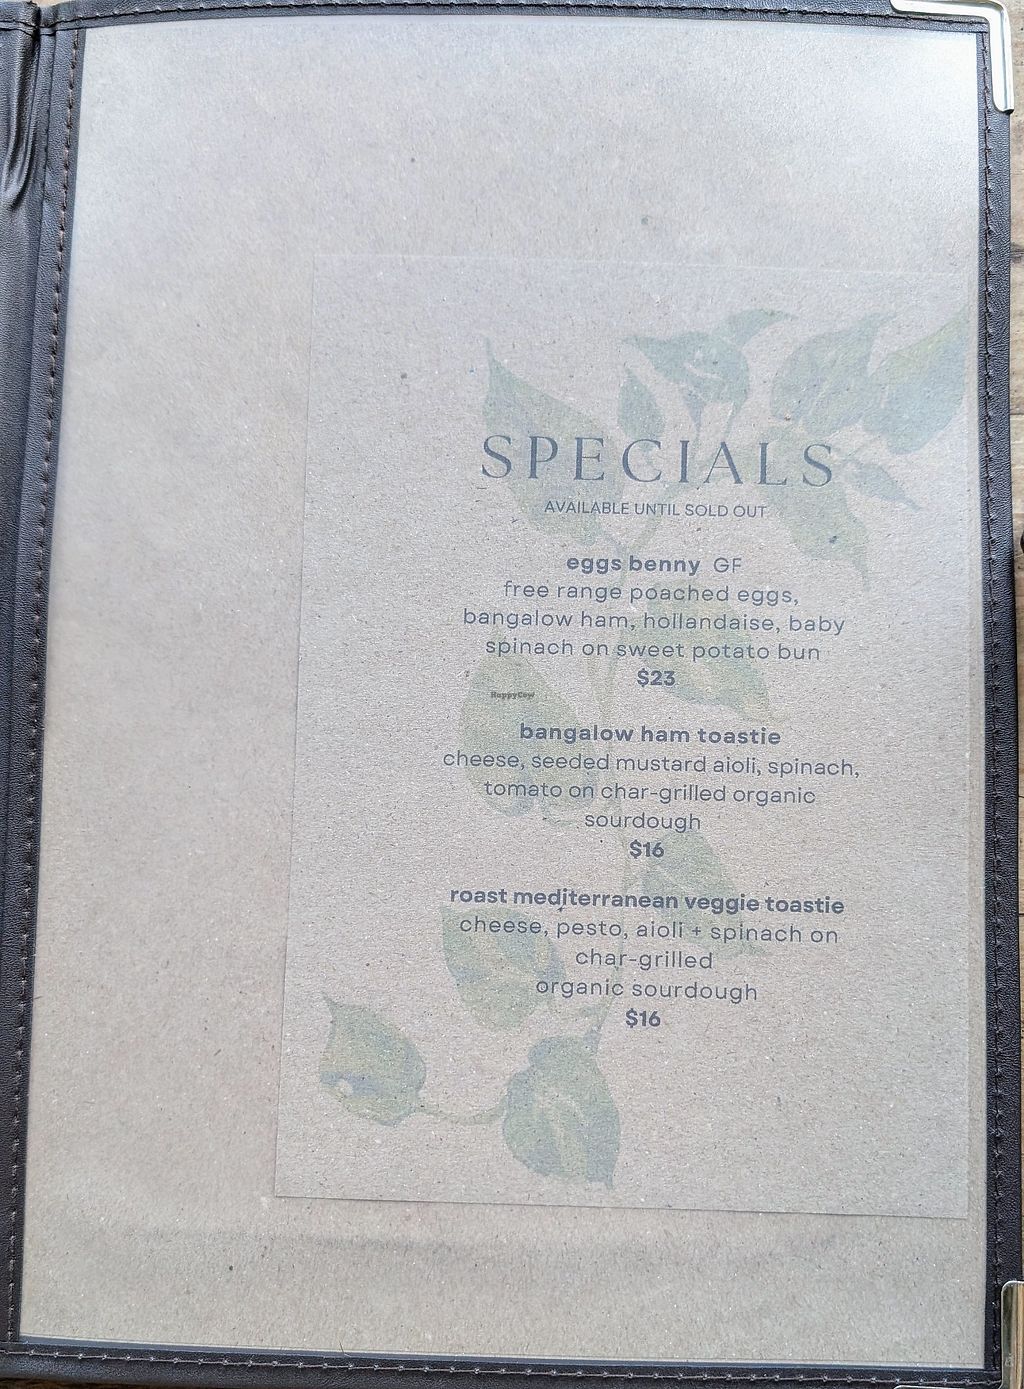 SPECIALS
AVAILABLE UNTIL SOLD OUT
eggs benny GF
free range poached eggs,
bangalow ham, hollandaise, baby
spinach on sweet potato bun
$23
HappyCow
bangalow ham toastie
cheese, seeded mustard aioli, spinach,
tomato on char-grilled organic
sourdough
$16
roast mediterranean veggie toastie
cheese, pesto, aioli + spinach on
char-grilled
organic sourdough
$16